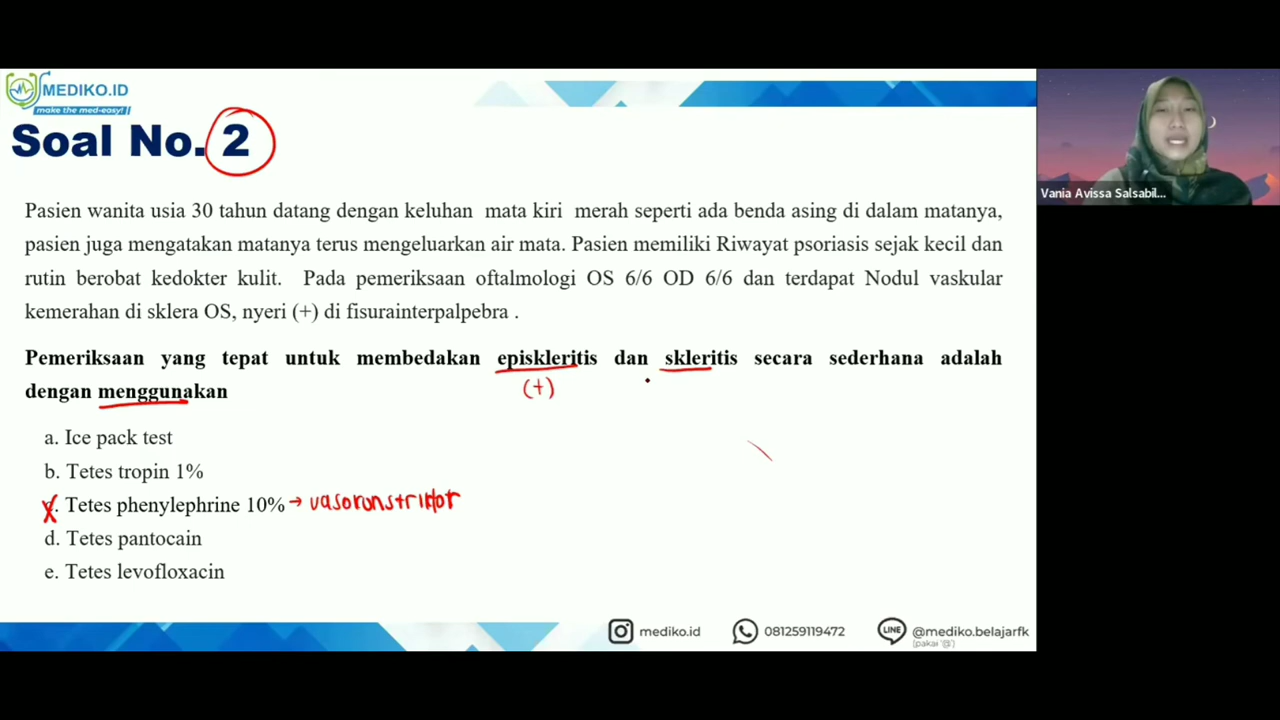 MEDIKO.ID
make the med-easy!
Soal No. 2
Vania Avissa Salsabil...
Pasien wanita usia 30 tahun datang dengan keluhan mata kiri merah seperti ada benda asing di dalam matanya,
pasien juga mengatakan matanya terus mengeluarkan air mata. Pasien memiliki Riwayat psoriasis sejak kecil dan
rutin berobat kedokter kulit. Pada pemeriksaan oftalmologi OS 6/6 OD 6/6 dan terdapat Nodul vaskular
kemerahan di sklera OS, nyeri (+) di fisurainterpalpebra .
Pemeriksaan yang tepat untuk membedakan episkleritis dan skleritis secara sederhana adalah
dengan menggunakan
(+)
a. Ice pack test
b. Tetes tropin 1%
c. Tetes phenylephrine 10% → vasokonstriktor
d. Tetes pantocain
e. Tetes levofloxacin
mediko.id
081259119472
LINE
@mediko.belajarfk
(pakai '@')